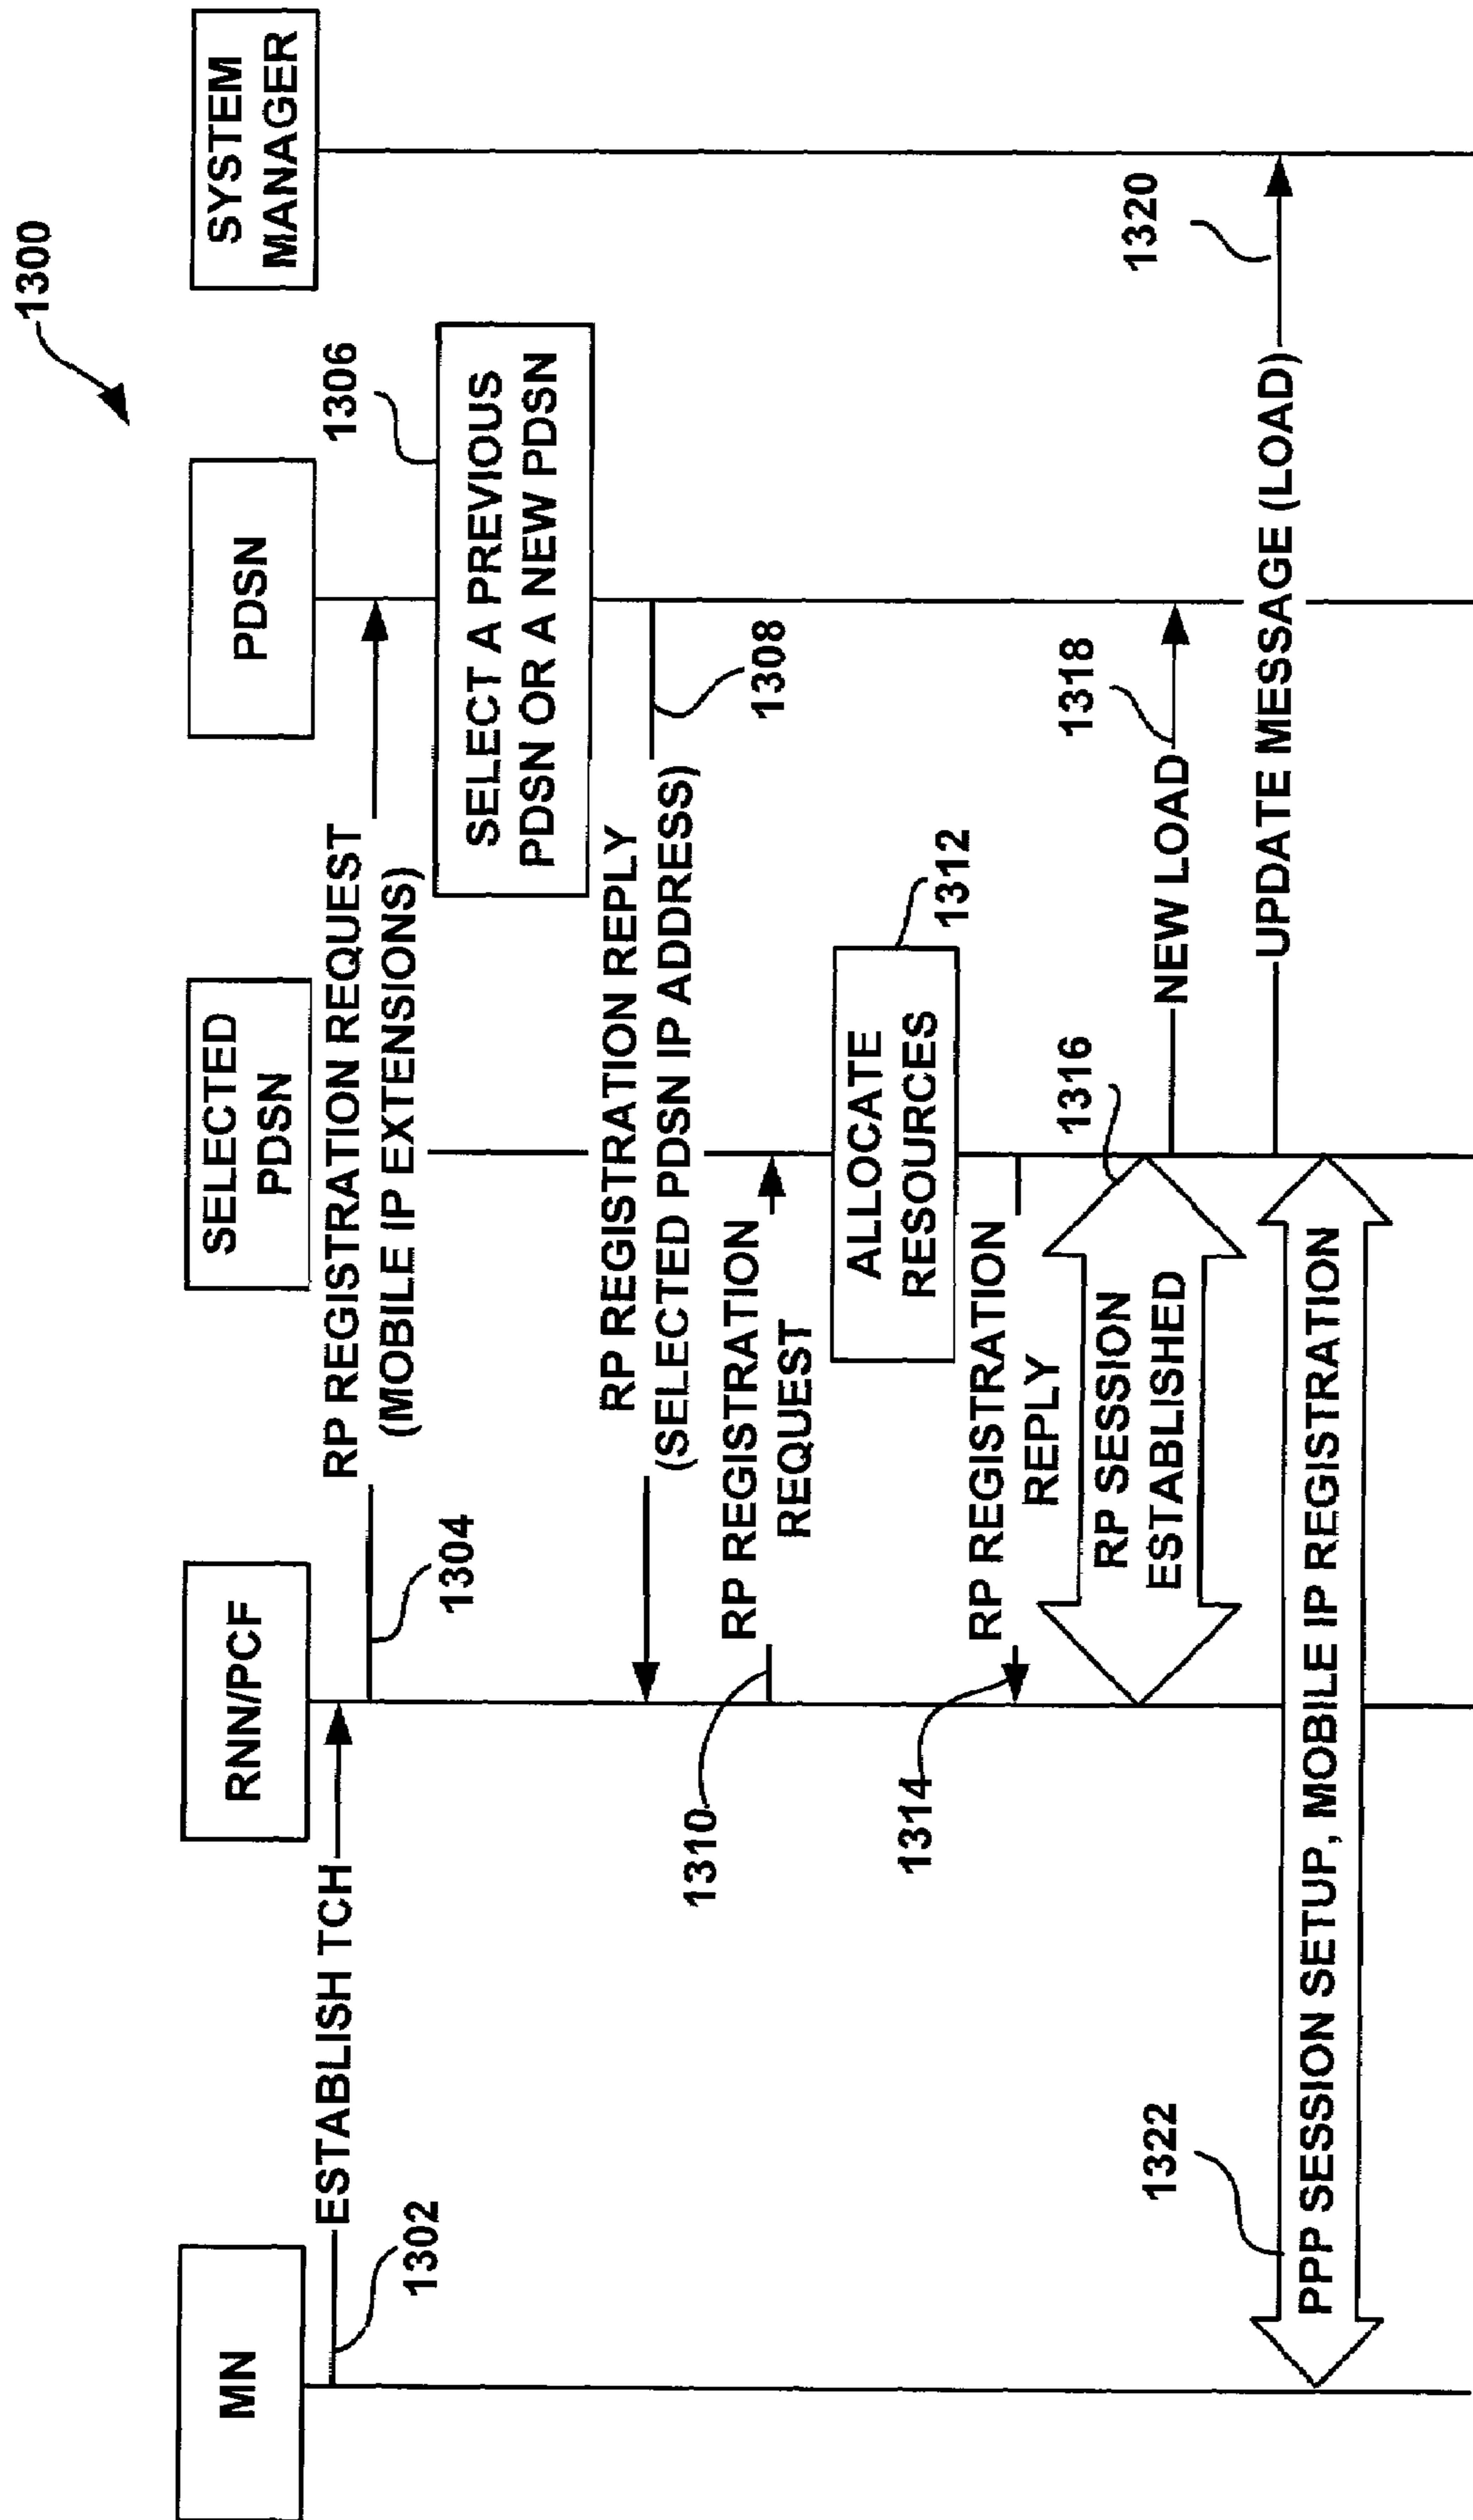 1300
MN
RNN/PCF
SELECTED
PDSN
PDSN
SYSTEM
MANAGER
ESTABLISH TCH
1302
RP REGISTRATION REQUEST
(MOBILE IP EXTENSIONS)
1304
1306
SELECT A PREVIOUS
PDSN OR A NEW PDSN
RP REGISTRATION REPLY
(SELECTED PDSN IP ADDRESS)
1308
RP REGISTRATION
REQUEST
1310
1312
ALLOCATE
RESOURCES
RP REGISTRATION
REPLY
1314
1316
RP SESSION
ESTABLISHED
1318
NEW LOAD
1320
UPDATE MESSAGE (LOAD)
1322
PPP SESSION SETUP, MOBILE IP REGISTRATION